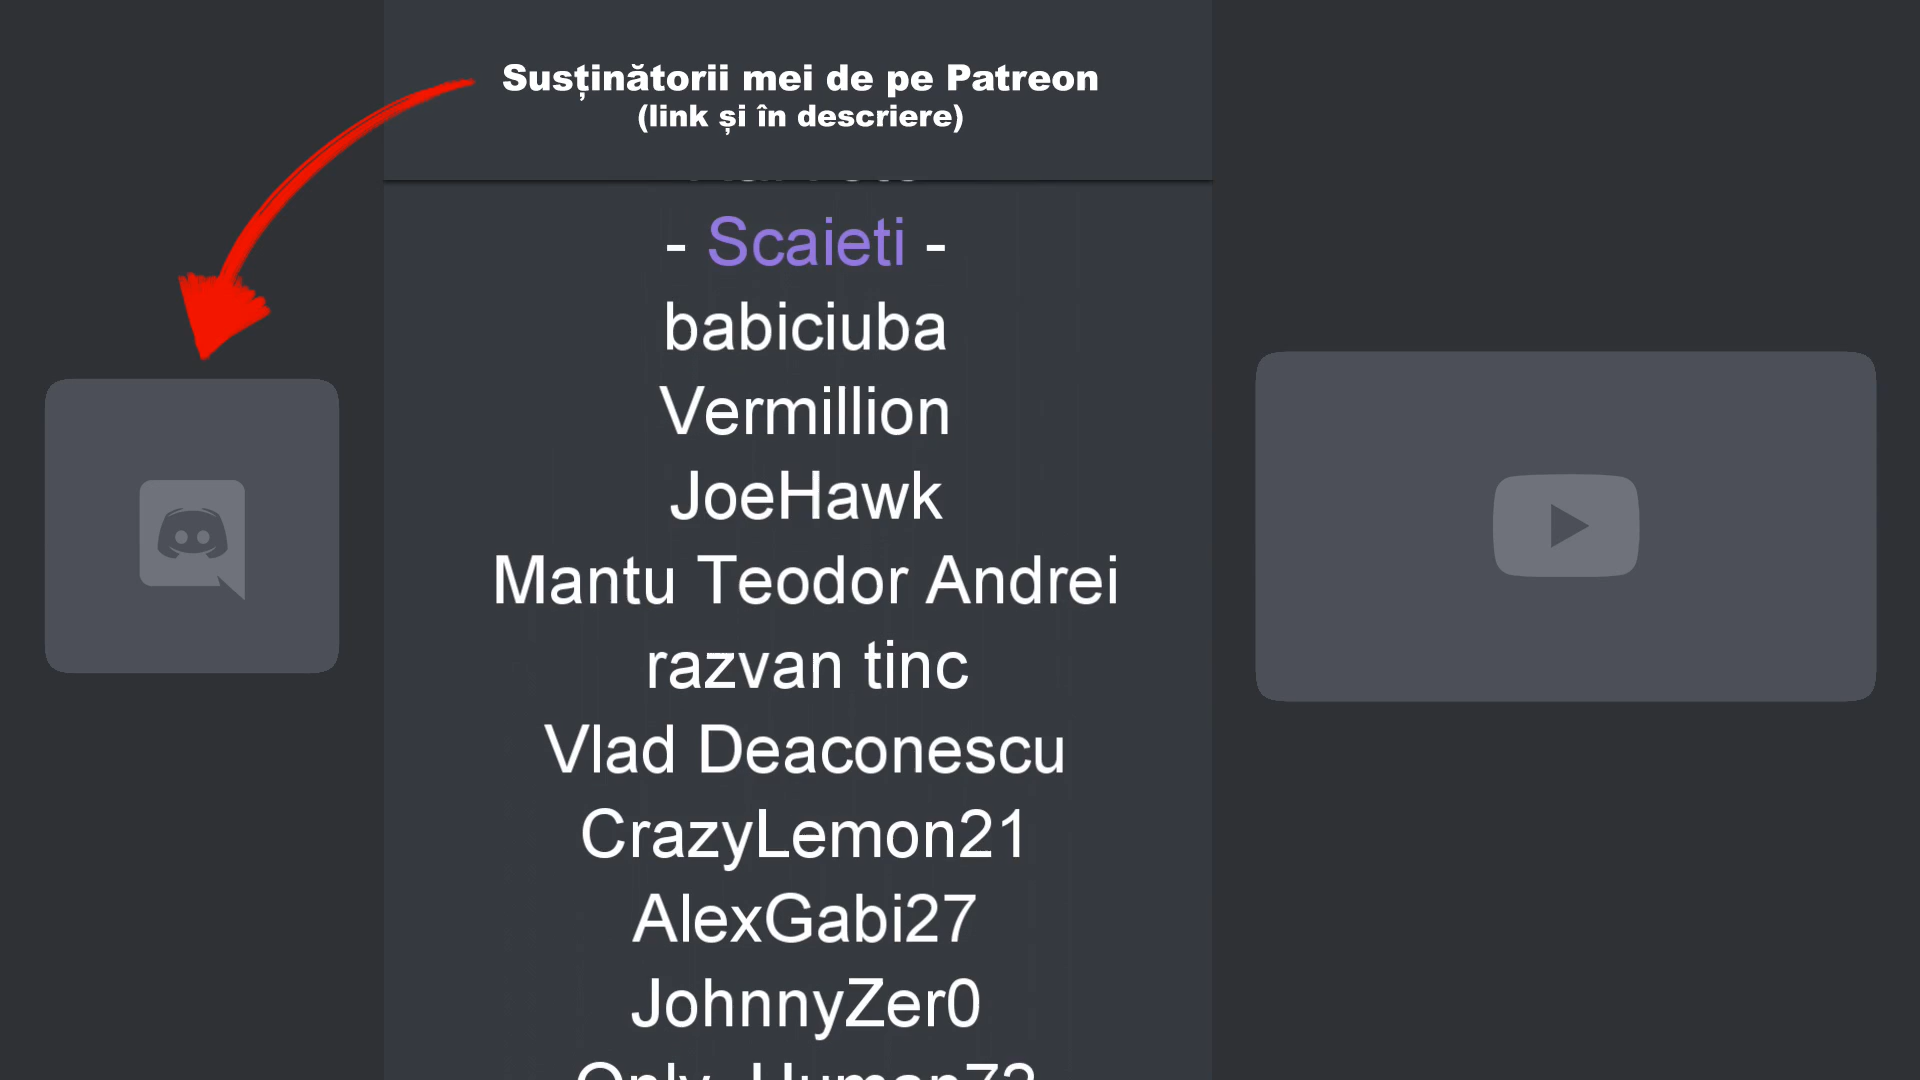 Susținătorii mei de pe Patreon
(link și în descriere)
- Scaieti -
babiciuba
Vermillion
JoeHawk
Mantu Teodor Andrei
razvan tinc
Vlad Deaconescu
CrazyLemon21
AlexGabi27
JohnnyZer0